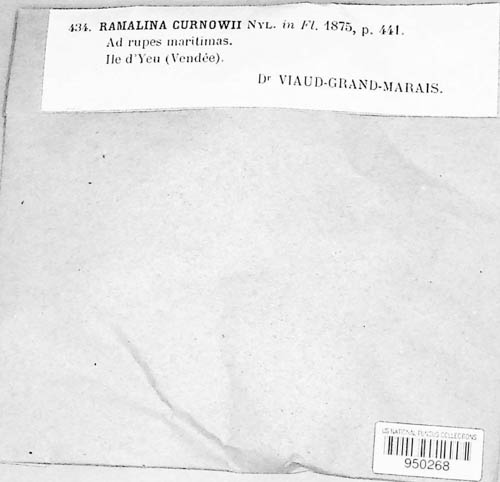 434. RAMALINA CURNOWII NYL. in Fl. 1875, p. 441.
Ad rupes maritimas.
Ile d'Yeu (Vendée).
Dr VIAUD-GRAND-MARAIS.
US NATIONAL FUNGUS COLLECTIONS
950268